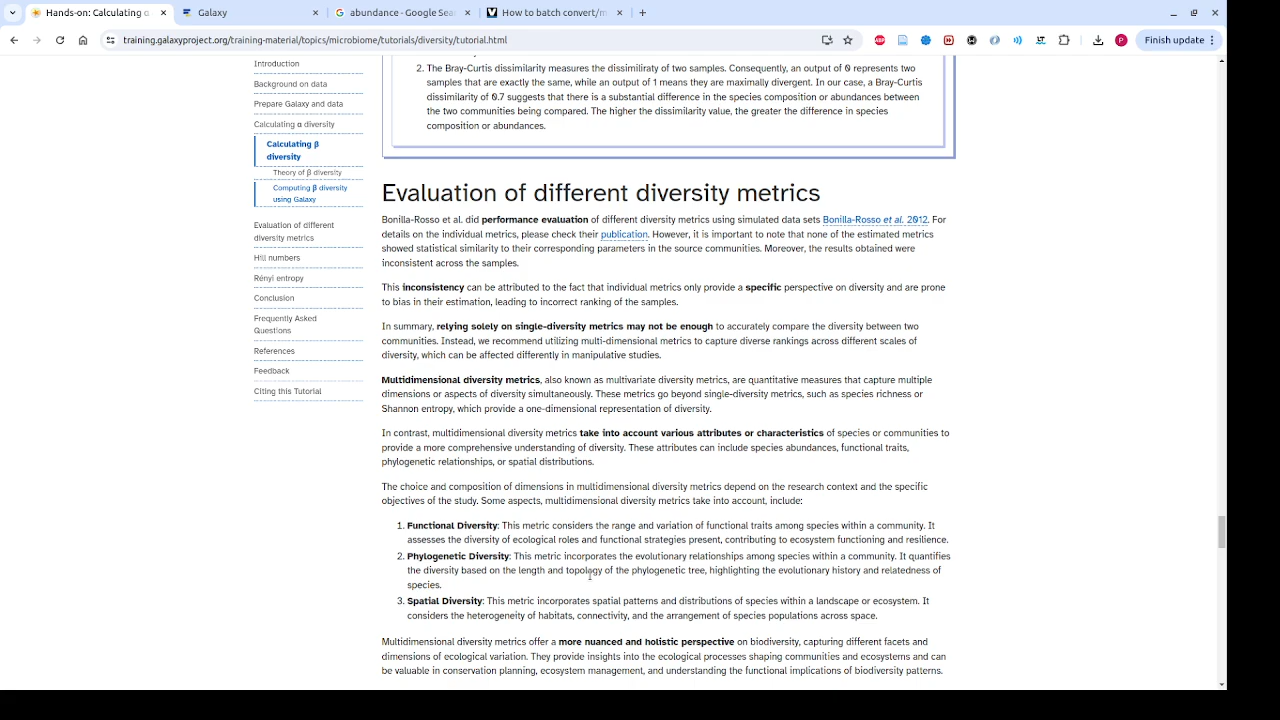 Hands-on: Calculating α
Galaxy
abundance - Google Sea
How to batch convert/m
training.galaxyproject.org/training-material/topics/microbiome/tutorials/diversity/tutorial.html
Finish update
Introduction
Background on data
Prepare Galaxy and data
Calculating α diversity
Calculating β
diversity
Theory of β diversity
Computing β diversity
using Galaxy
Evaluation of different
diversity metrics
Hill numbers
Rényi entropy
Conclusion
Frequently Asked
Questions
References
Feedback
Citing this Tutorial
2. The Bray-Curtis dissimilarity measures the dissimiliraty of two samples. Consequently, an output of 0 represents two
samples that are exactly the same, while an output of 1 means they are maximally divergent. In our case, a Bray-Curtis
dissimilarity of 0.7 suggests that there is a substantial difference in the species composition or abundances between
the two communities being compared. The higher the dissimilarity value, the greater the difference in species
composition or abundances.
Evaluation of different diversity metrics
Bonilla-Rosso et al. did performance evaluation of different diversity metrics using simulated data sets Bonilla-Rosso et al. 2012. For
details on the individual metrics, please check their publication. However, it is important to note that none of the estimated metrics
showed statistical similarity to their corresponding parameters in the source communities. Moreover, the results obtained were
inconsistent across the samples.
This inconsistency can be attributed to the fact that individual metrics only provide a specific perspective on diversity and are prone
to bias in their estimation, leading to incorrect ranking of the samples.
In summary, relying solely on single-diversity metrics may not be enough to accurately compare the diversity between two
communities. Instead, we recommend utilizing multi-dimensional metrics to capture diverse rankings across different scales of
diversity, which can be affected differently in manipulative studies.
Multidimensional diversity metrics, also known as multivariate diversity metrics, are quantitative measures that capture multiple
dimensions or aspects of diversity simultaneously. These metrics go beyond single-diversity metrics, such as species richness or
Shannon entropy, which provide a one-dimensional representation of diversity.
In contrast, multidimensional diversity metrics take into account various attributes or characteristics of species or communities to
provide a more comprehensive understanding of diversity. These attributes can include species abundances, functional traits,
phylogenetic relationships, or spatial distributions.
The choice and composition of dimensions in multidimensional diversity metrics depend on the research context and the specific
objectives of the study. Some aspects, multidimensional diversity metrics take into account, include:
1. Functional Diversity: This metric considers the range and variation of functional traits among species within a community. It
assesses the diversity of ecological roles and functional strategies present, contributing to ecosystem functioning and resilience.
2. Phylogenetic Diversity: This metric incorporates the evolutionary relationships among species within a community. It quantifies
the diversity based on the length and topology of the phylogenetic tree, highlighting the evolutionary history and relatedness of
species.
3. Spatial Diversity: This metric incorporates spatial patterns and distributions of species within a landscape or ecosystem. It
considers the heterogeneity of habitats, connectivity, and the arrangement of species populations across space.
Multidimensional diversity metrics offer a more nuanced and holistic perspective on biodiversity, capturing different facets and
dimensions of ecological variation. They provide insights into the ecological processes shaping communities and ecosystems and can
be valuable in conservation planning, ecosystem management, and understanding the functional implications of biodiversity patterns.